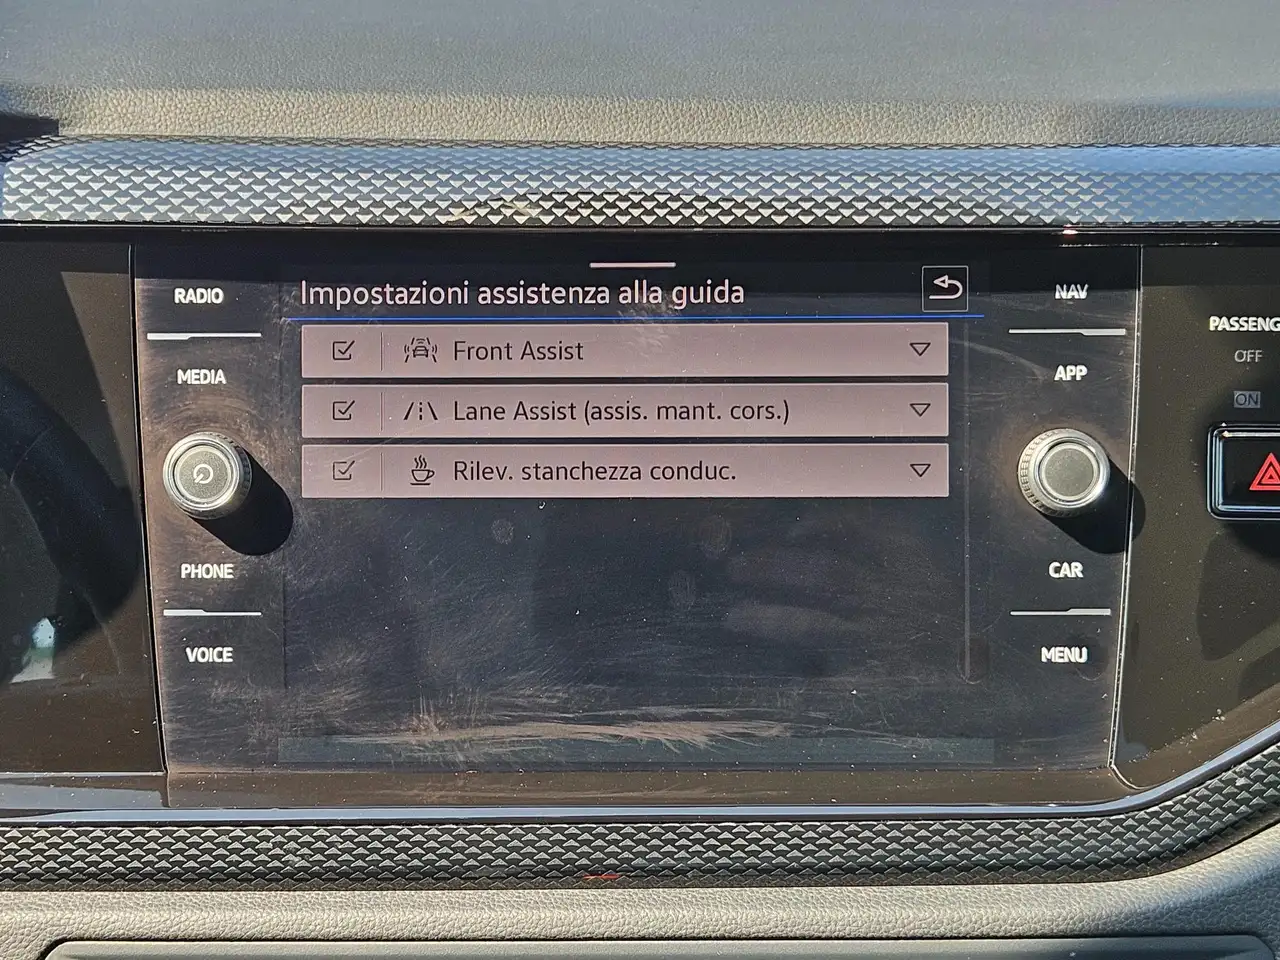 Impostazioni assistenza alla guida
Front Assist
Lane Assist (assis. mant. cors.)
Rilev. stanchezza conduc.
RADIO
MEDIA
PHONE
VOICE
NAV
APP
CAR
MENU
PASSENG
OFF
ON